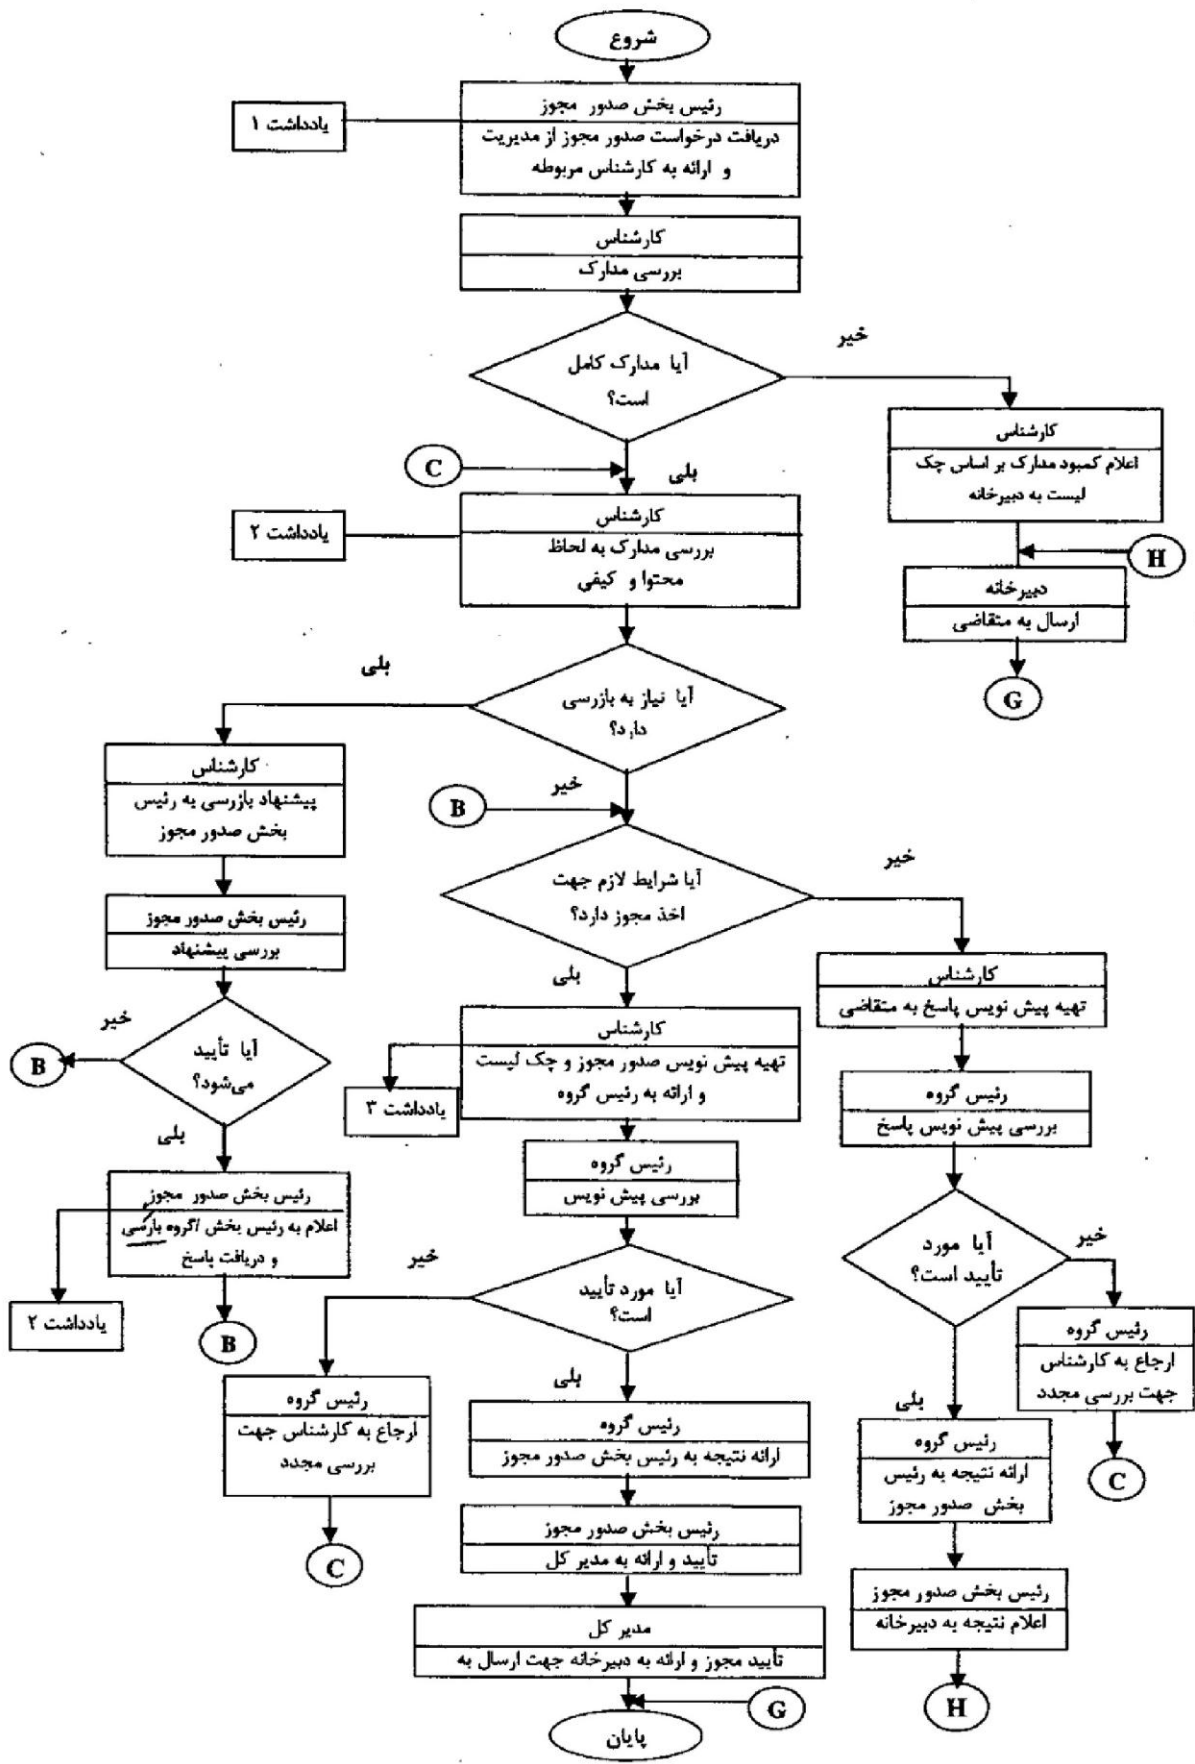 شروع
رئیس بخش صدور مجوز
یادداشت ۱
دریافت درخواست صدور مجوز از مدیریت
و ارائه به کارشناس مربوطه
کارشناس
بررسی مدارک
خیر
آیا مدارک کامل
است؟
کارشناس
اعلام کمبود مدارک بر اساس چک
لیست به دبیرخانه
C
بلی
کارشناس
یادداشت ۲
بررسی مدارک به لحاظ
محتوا و کیفی
H
دبیرخانه
ارسال به متقاضی
G
بلی
آیا نیاز به بازرسی
دارد؟
خیر
B
کارشناس
پیشنهاد بازرسی به رئیس
بخش صدور مجوز
رئیس بخش صدور مجوز
بررسی پیشنهاد
خیر
آیا تأیید
می‌شود؟
B
بلی
رئیس بخش صدور مجوز
اعلام به رئیس بخش /گروه بارسی
و دریافت پاسخ
یادداشت ۲
B
آیا شرایط لازم جهت
اخذ مجوز دارد؟
خیر
بلی
کارشناس
تهیه پیش نویس صدور مجوز و چک لیست
و ارائه به رئیس گروه
یادداشت ۳
رئیس گروه
بررسی پیش نویس
خیر
آیا مورد تأیید
است؟
رئیس گروه
ارجاع به کارشناس جهت
بررسی مجدد
C
بلی
رئیس گروه
ارائه نتیجه به رئیس بخش صدور مجوز
رئیس بخش صدور مجوز
تأیید و ارائه به مدیر کل
مدیر کل
تأیید مجوز و ارائه به دبیرخانه جهت ارسال به
G
پایان
کارشناس
تهیه پیش نویس پاسخ به متقاضی
رئیس گروه
بررسی پیش نویس پاسخ
آیا مورد
تأیید است؟
خیر
رئیس گروه
ارجاع به کارشناس
جهت بررسی مجدد
C
بلی
رئیس گروه
ارائه نتیجه به رئیس
بخش صدور مجوز
رئیس بخش صدور مجوز
اعلام نتیجه به دبیرخانه
H